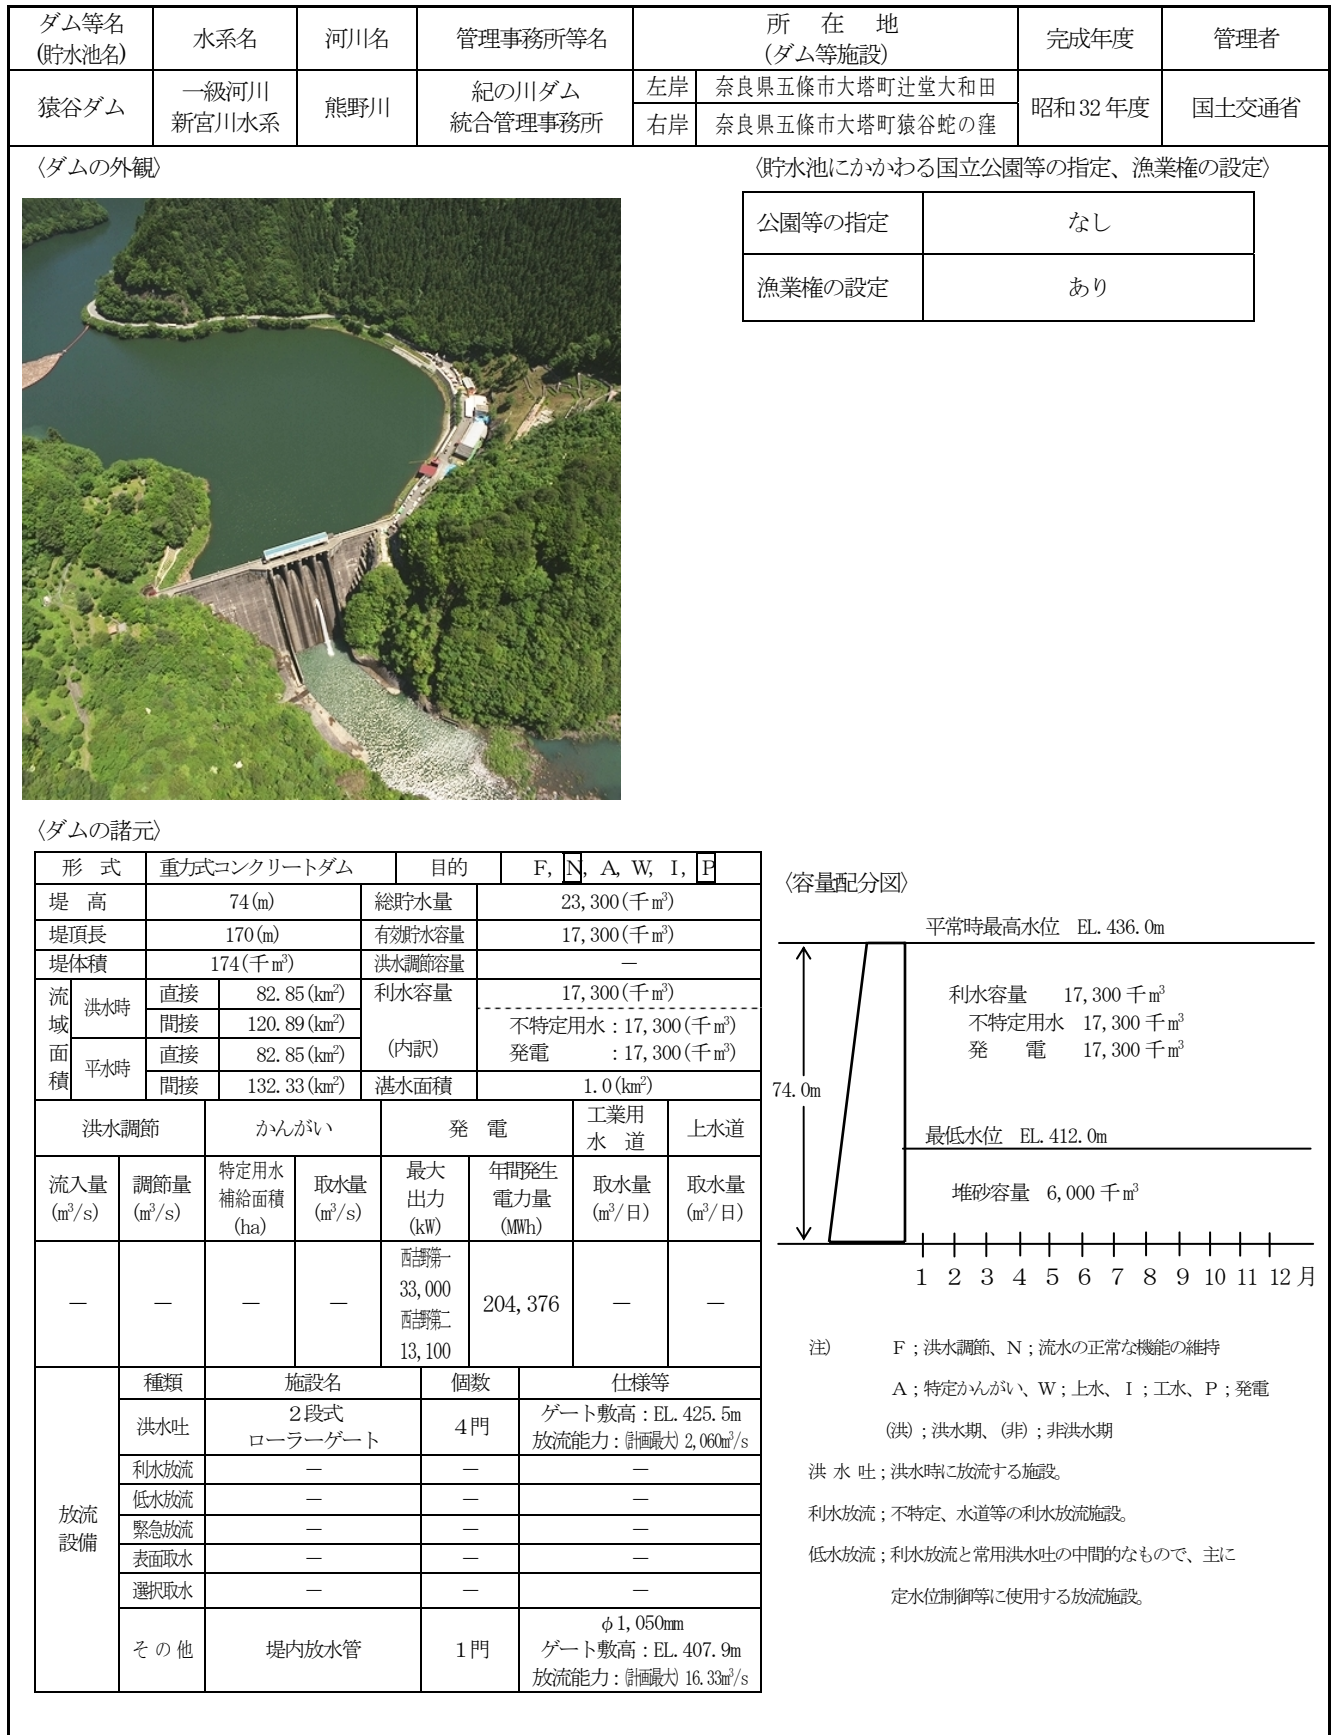 ダム等名
(貯水池名)
水系名
河川名
管理事務所等名
所 在 地
(ダム等施設)
完成年度
管理者
猿谷ダム
一級河川
新宮川水系
熊野川
紀の川ダム
統合管理事務所
左岸 奈良県五條市大塔町辻堂大和田
右岸 奈良県五條市大塔町猿谷蛇の窪
昭和32年度
国土交通省
〈ダムの外観〉
〈貯水池にかかわる国立公園等の指定、漁業権の設定〉
公園等の指定 なし
漁業権の設定 あり
〈ダムの諸元〉
形 式 重力式コンクリートダム 目的 F, N, A, W, I, P
堤 高 74(m) 総貯水量 23,300(千m³)
堤頂長 170(m) 有効貯水容量 17,300(千m³)
堤体積 174(千m³) 洪水調節容量 －
流域面積
洪水時 直接 82.85(km²)
間接 120.89(km²)
平水時 直接 82.85(km²)
間接 132.33(km²)
利水容量 17,300(千m³)
(内訳)
不特定用水：17,300(千m³)
発電 ：17,300(千m³)
湛水面積 1.0(km²)
洪水調節 かんがい 発 電 工業用
水 道 上水道
流入量
(m³/s)
調節量
(m³/s)
特定用水
補給面積
(ha)
取水量
(m³/s)
最大
出力
(kW)
年間発生
電力量
(MWh)
取水量
(m³/日)
取水量
(m³/日)
－ － － －
西吉野第一
33,000
西吉野第二
13,100
204,376
－ －
放流
設備
種類 施設名 個数 仕様等
洪水吐
２段式
ローラーゲート
４門
ゲート敷高：EL.425.5m
放流能力：(計画最大) 2,060m³/s
利水放流 － － －
低水放流 － － －
緊急放流 － － －
表面取水 － － －
選択取水 － － －
その他 堤内放水管 １門
φ1,050mm
ゲート敷高：EL.407.9m
放流能力：(計画最大) 16.33m³/s
〈容量配分図〉
平常時最高水位 EL.436.0m
利水容量 17,300千m³
不特定用水 17,300千m³
発 電 17,300千m³
74.0m
最低水位 EL.412.0m
堆砂容量 6,000千m³
1 2 3 4 5 6 7 8 9 10 11 12月
注) F；洪水調節、N；流水の正常な機能の維持
A；特定かんがい、W；上水、I；工水、P；発電
(洪)；洪水期、(非)；非洪水期
洪 水 吐；洪水時に放流する施設。
利水放流；不特定、水道等の利水放流施設。
低水放流；利水放流と常用洪水吐の中間的なもので、主に
定水位制御等に使用する放流施設。